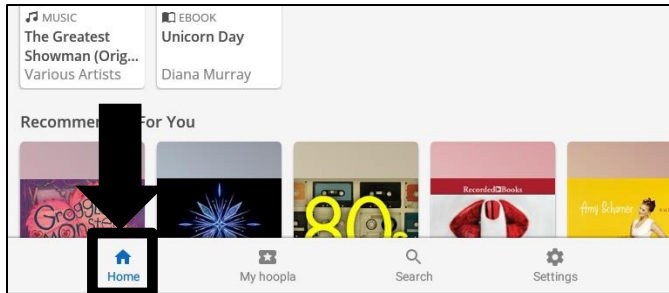 MUSIC
The Greatest
Showman (Orig...
Various Artists
EBOOK
Unicorn Day
Diana Murray
For You
Recorded Books
80s
Amy Schumer
Home
My hoopla
Search
Settings